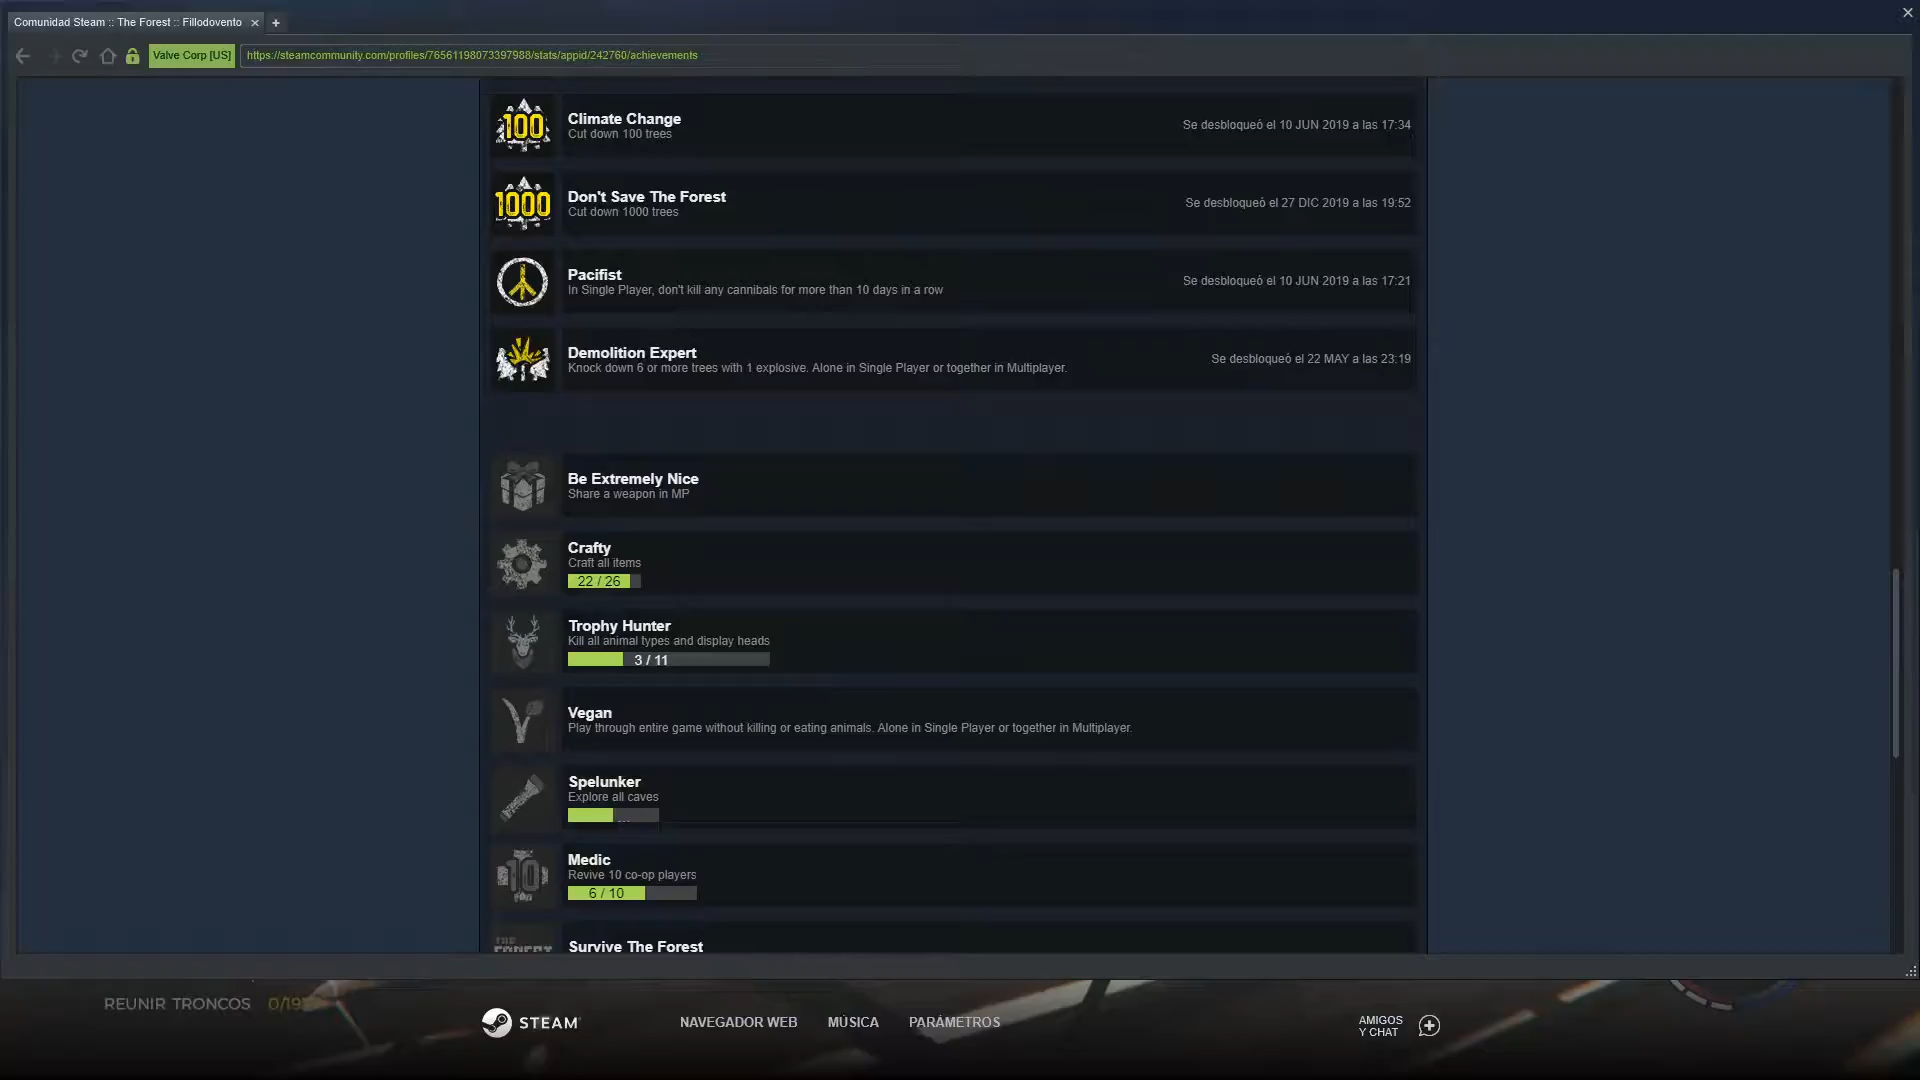 Comunidad Steam :: The Forest :: Fillodovento
Valve Corp [US]
https://steamcommunity.com/profiles/76561198073397988/stats/appid/242760/achievements
100
Climate Change
Cut down 100 trees
Se desbloqueó el 10 JUN 2019 a las 17:34
1000
Don't Save The Forest
Cut down 1000 trees
Se desbloqueó el 27 DIC 2019 a las 19:52
Pacifist
In Single Player, don't kill any cannibals for more than 10 days in a row
Se desbloqueó el 10 JUN 2019 a las 17:21
Demolition Expert
Knock down 6 or more trees with 1 explosive. Alone in Single Player or together in Multiplayer.
Se desbloqueó el 22 MAY a las 23:19
Be Extremely Nice
Share a weapon in MP
Crafty
Craft all items
22 / 26
Trophy Hunter
Kill all animal types and display heads
3 / 11
Vegan
Play through entire game without killing or eating animals. Alone in Single Player or together in Multiplayer.
Spelunker
Explore all caves
...
10
Medic
Revive 10 co-op players
6 / 10
THE
FOREST
Survive The Forest
REUNIR TRONCOS
STEAM
NAVEGADOR WEB
MÚSICA
PARÁMETROS
AMIGOS
Y CHAT